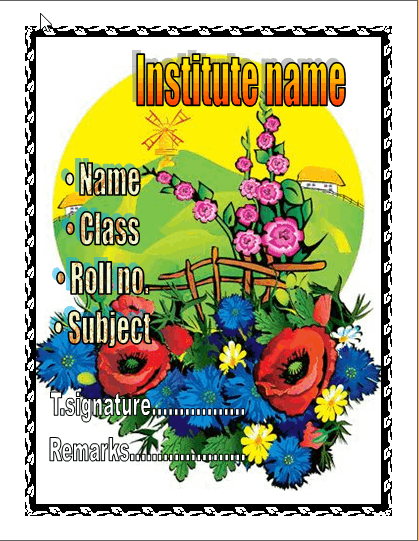 Institute name
• Name
• Class
• Roll no.
• Subject
T.signature.................
Remarks.....................